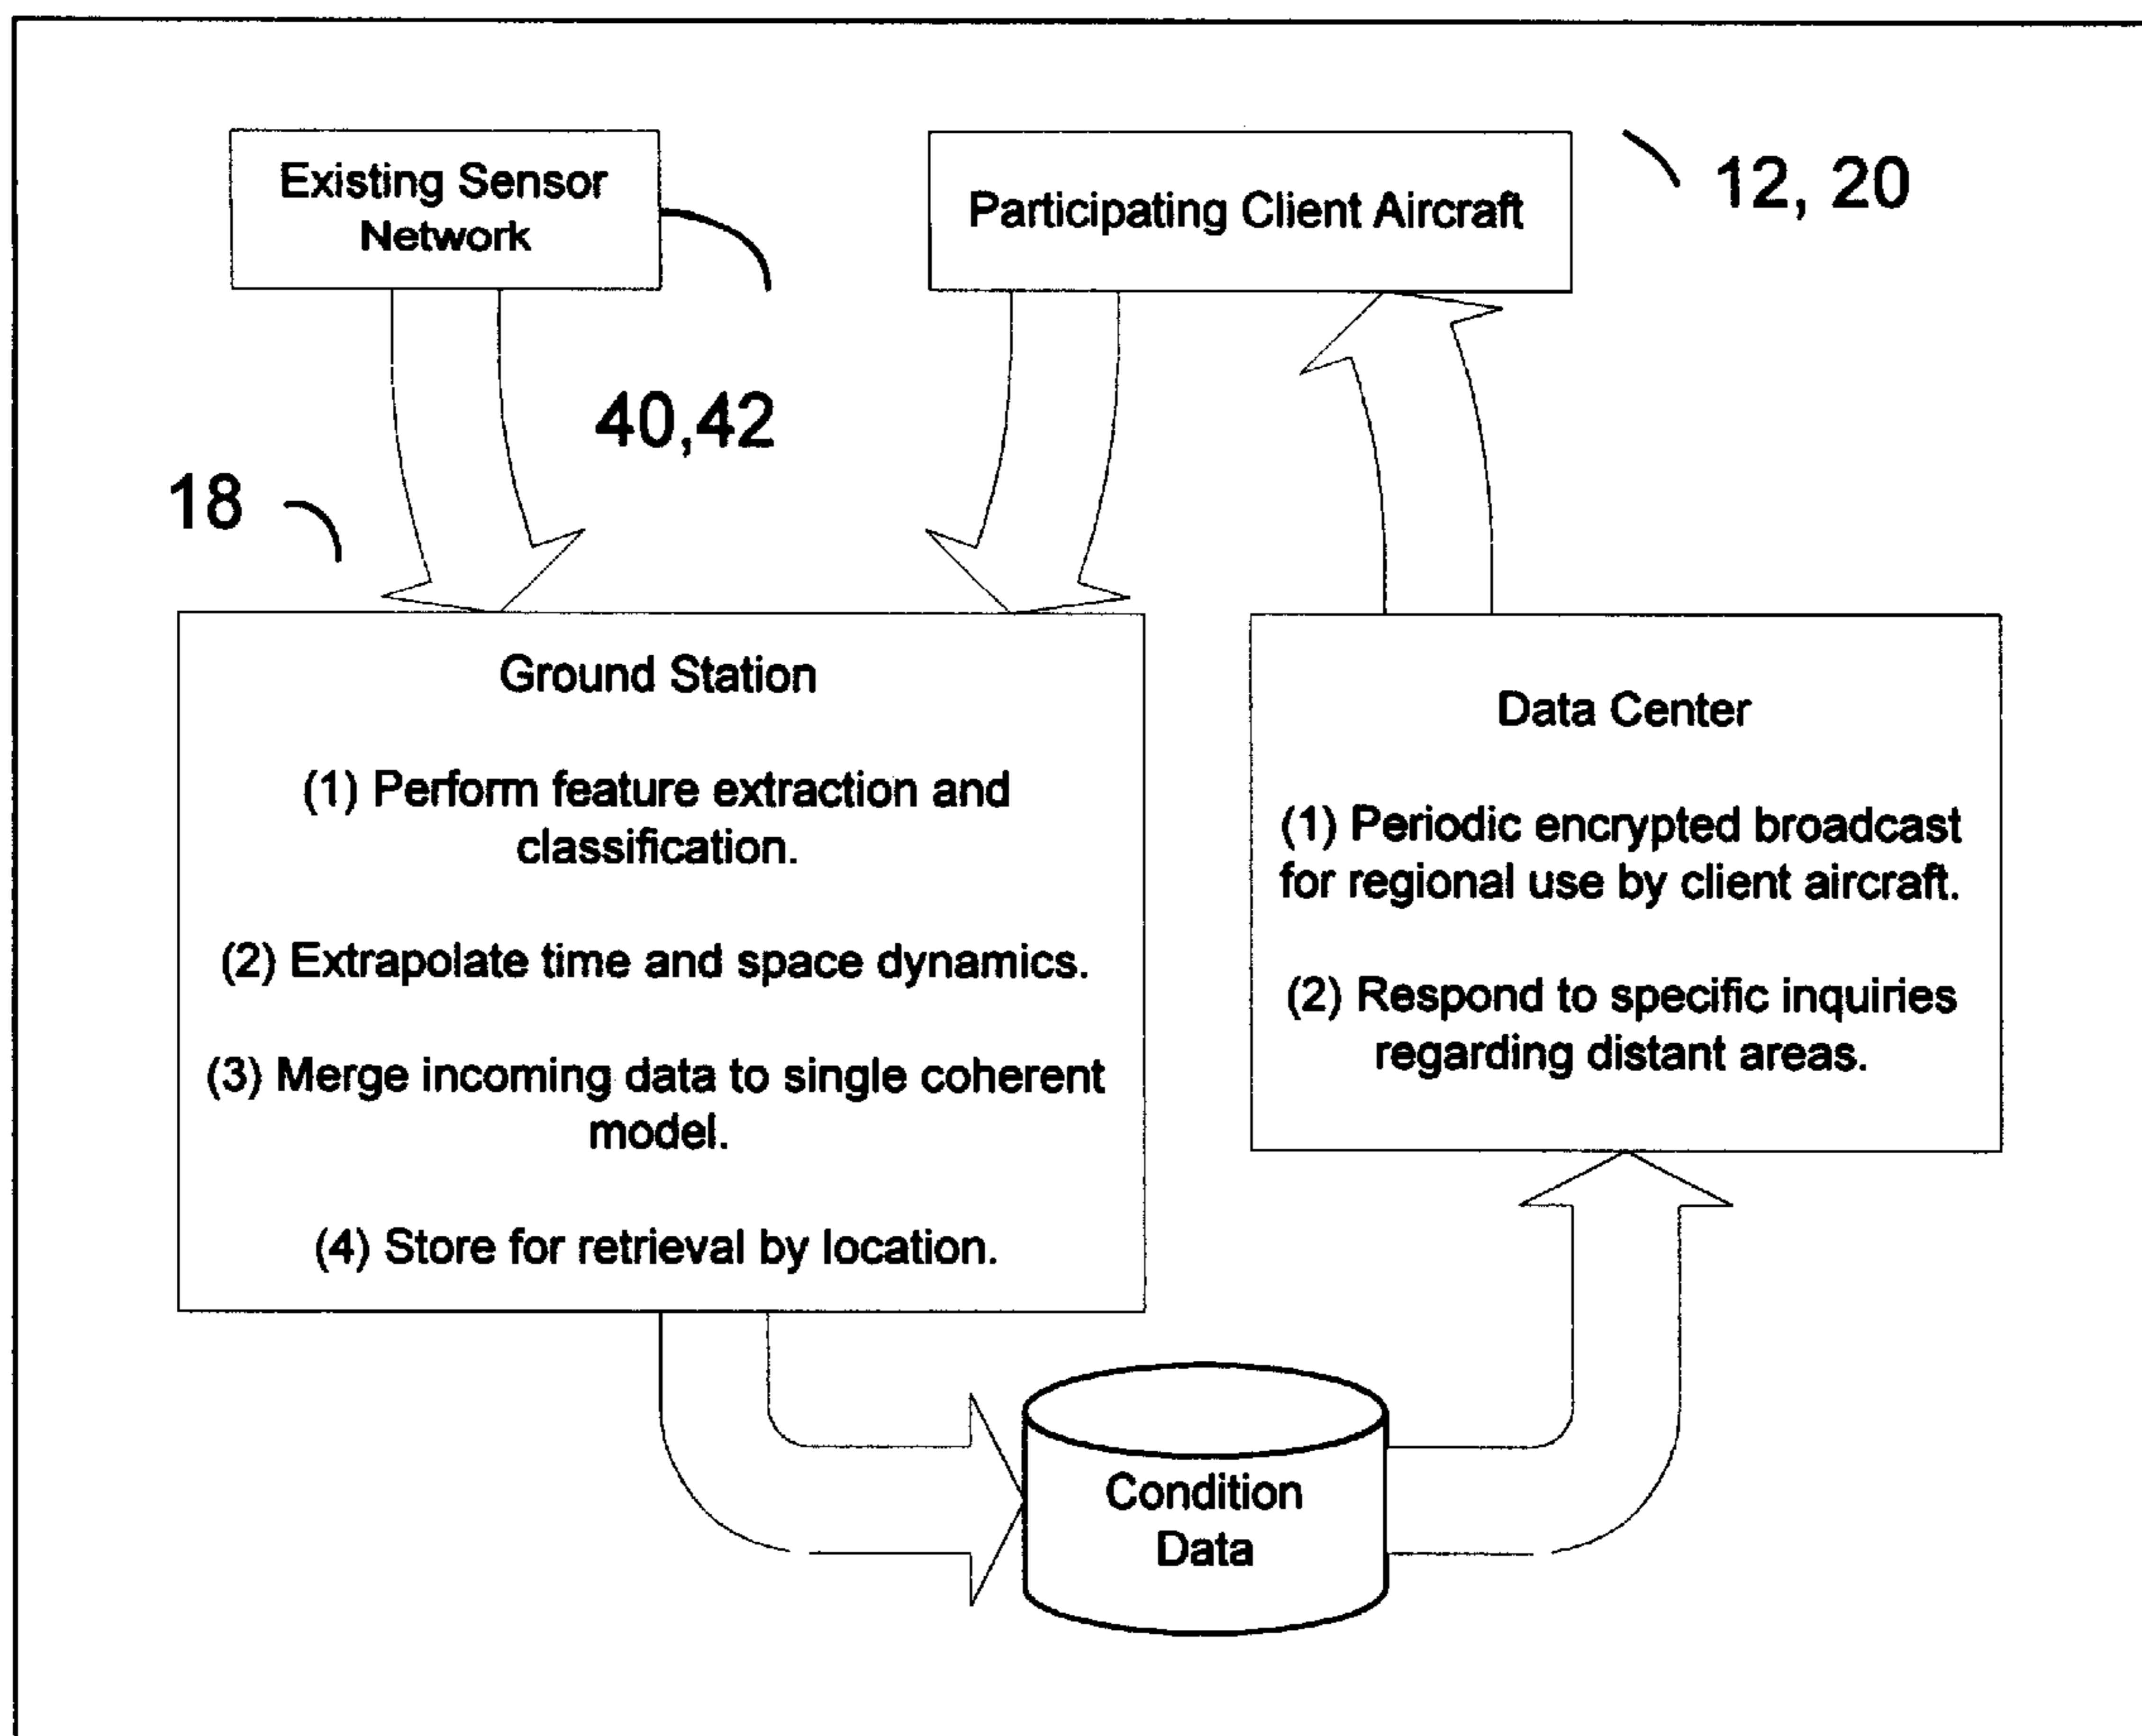 Existing Sensor
Network
Participating Client Aircraft
12, 20
40,42
18
Ground Station
(1) Perform feature extraction and
classification.
(2) Extrapolate time and space dynamics.
(3) Merge incoming data to single coherent
model.
(4) Store for retrieval by location.
Data Center
(1) Periodic encrypted broadcast
for regional use by client aircraft.
(2) Respond to specific inquiries
regarding distant areas.
Condition
Data